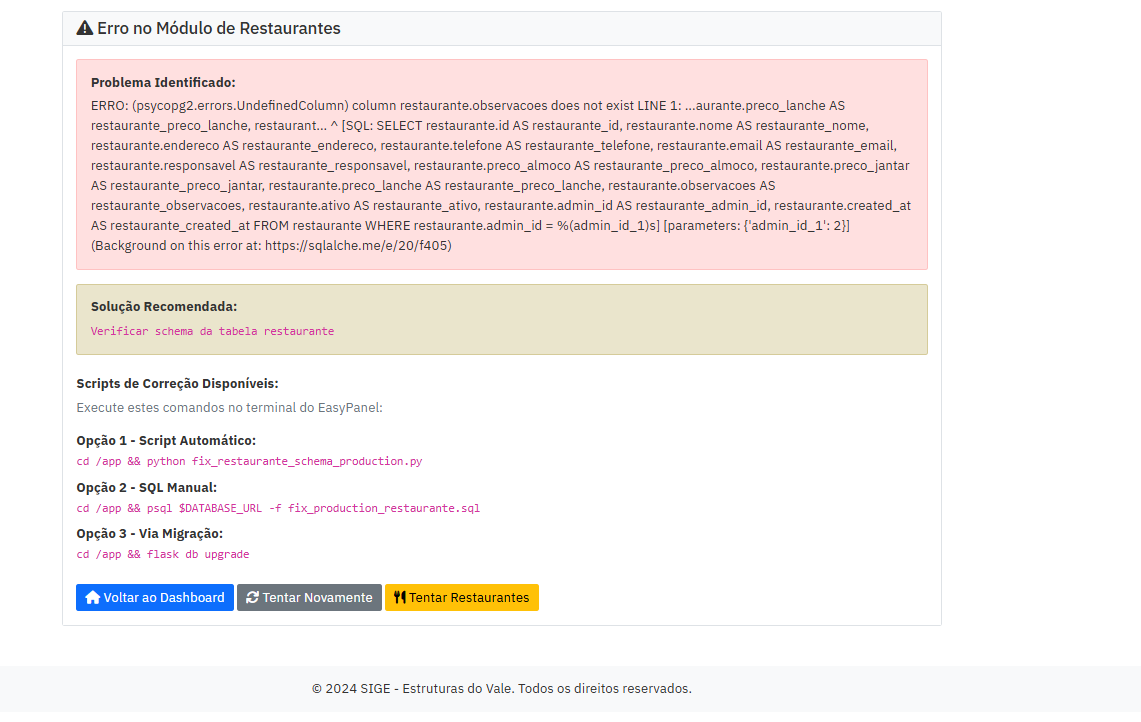 Erro no Módulo de Restaurantes
Problema Identificado:
ERRO: (psycopg2.errors.UndefinedColumn) column restaurante.observacoes does not exist LINE 1: ...aurante.preco_lanche AS
restaurante_preco_lanche, restaurant... ^ [SQL: SELECT restaurante.id AS restaurante_id, restaurante.nome AS restaurante_nome,
restaurante.endereco AS restaurante_endereco, restaurante.telefone AS restaurante_telefone, restaurante.email AS restaurante_email,
restaurante.responsavel AS restaurante_responsavel, restaurante.preco_almoco AS restaurante_preco_almoco, restaurante.preco_jantar
AS restaurante_preco_jantar, restaurante.preco_lanche AS restaurante_preco_lanche, restaurante.observacoes AS
restaurante_observacoes, restaurante.ativo AS restaurante_ativo, restaurante.admin_id AS restaurante_admin_id, restaurante.created_at
AS restaurante_created_at FROM restaurante WHERE restaurante.admin_id = %(admin_id_1)s] [parameters: {'admin_id_1': 2}]
(Background on this error at: https://sqlalche.me/e/20/f405)
Solução Recomendada:
Verificar schema da tabela restaurante
Scripts de Correção Disponíveis:
Execute estes comandos no terminal do EasyPanel:
Opção 1 - Script Automático:
cd /app && python fix_restaurante_schema_production.py
Opção 2 - SQL Manual:
cd /app && psql $DATABASE_URL -f fix_production_restaurante.sql
Opção 3 - Via Migração:
cd /app && flask db upgrade
Voltar ao Dashboard Tentar Novamente Tentar Restaurantes
© 2024 SIGE - Estruturas do Vale. Todos os direitos reservados.